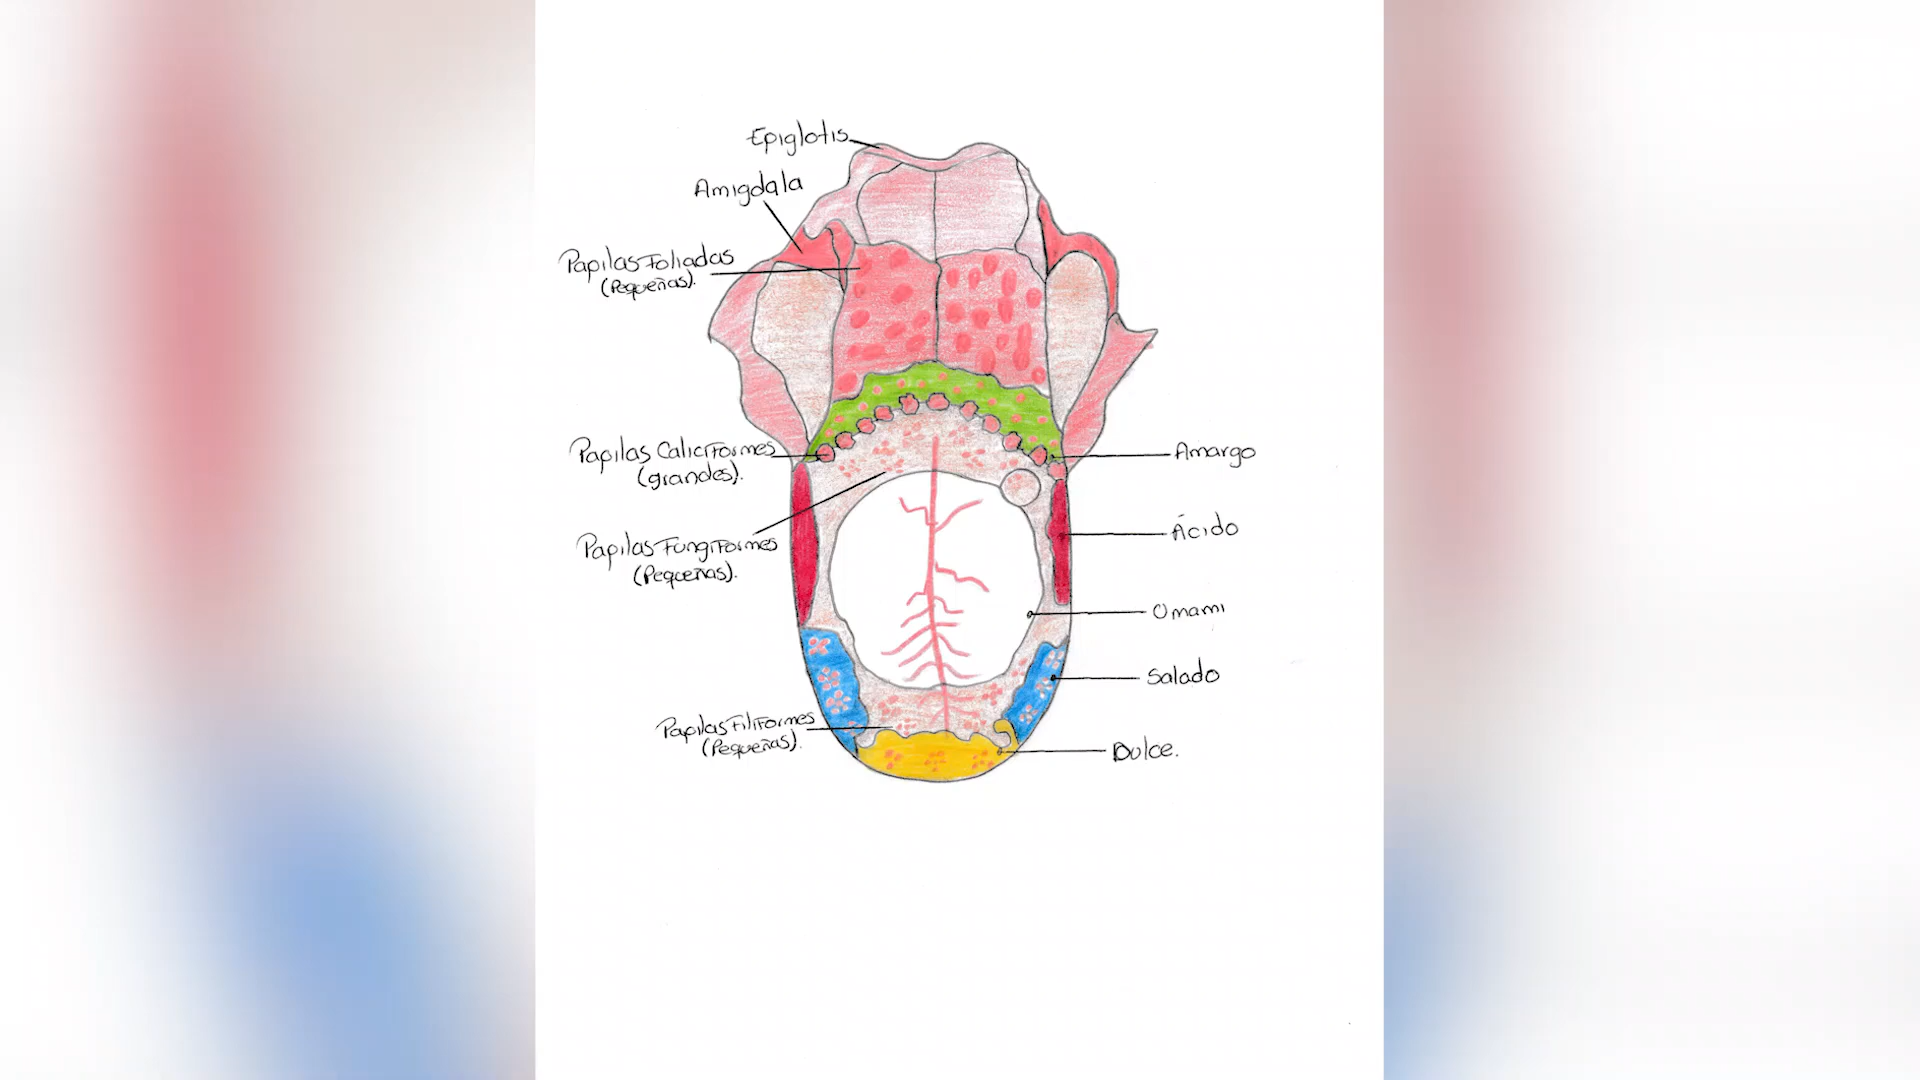 Epiglotis
Amigdala
Papilas Foliadas
(Pequeñas).
Papilas Caliciformes
(grandes).
Papilas Fungiformes
(Pequeñas).
Papilas Filiformes
(Pequeñas).
Amargo
Ácido
Umami
Salado
Dulce.